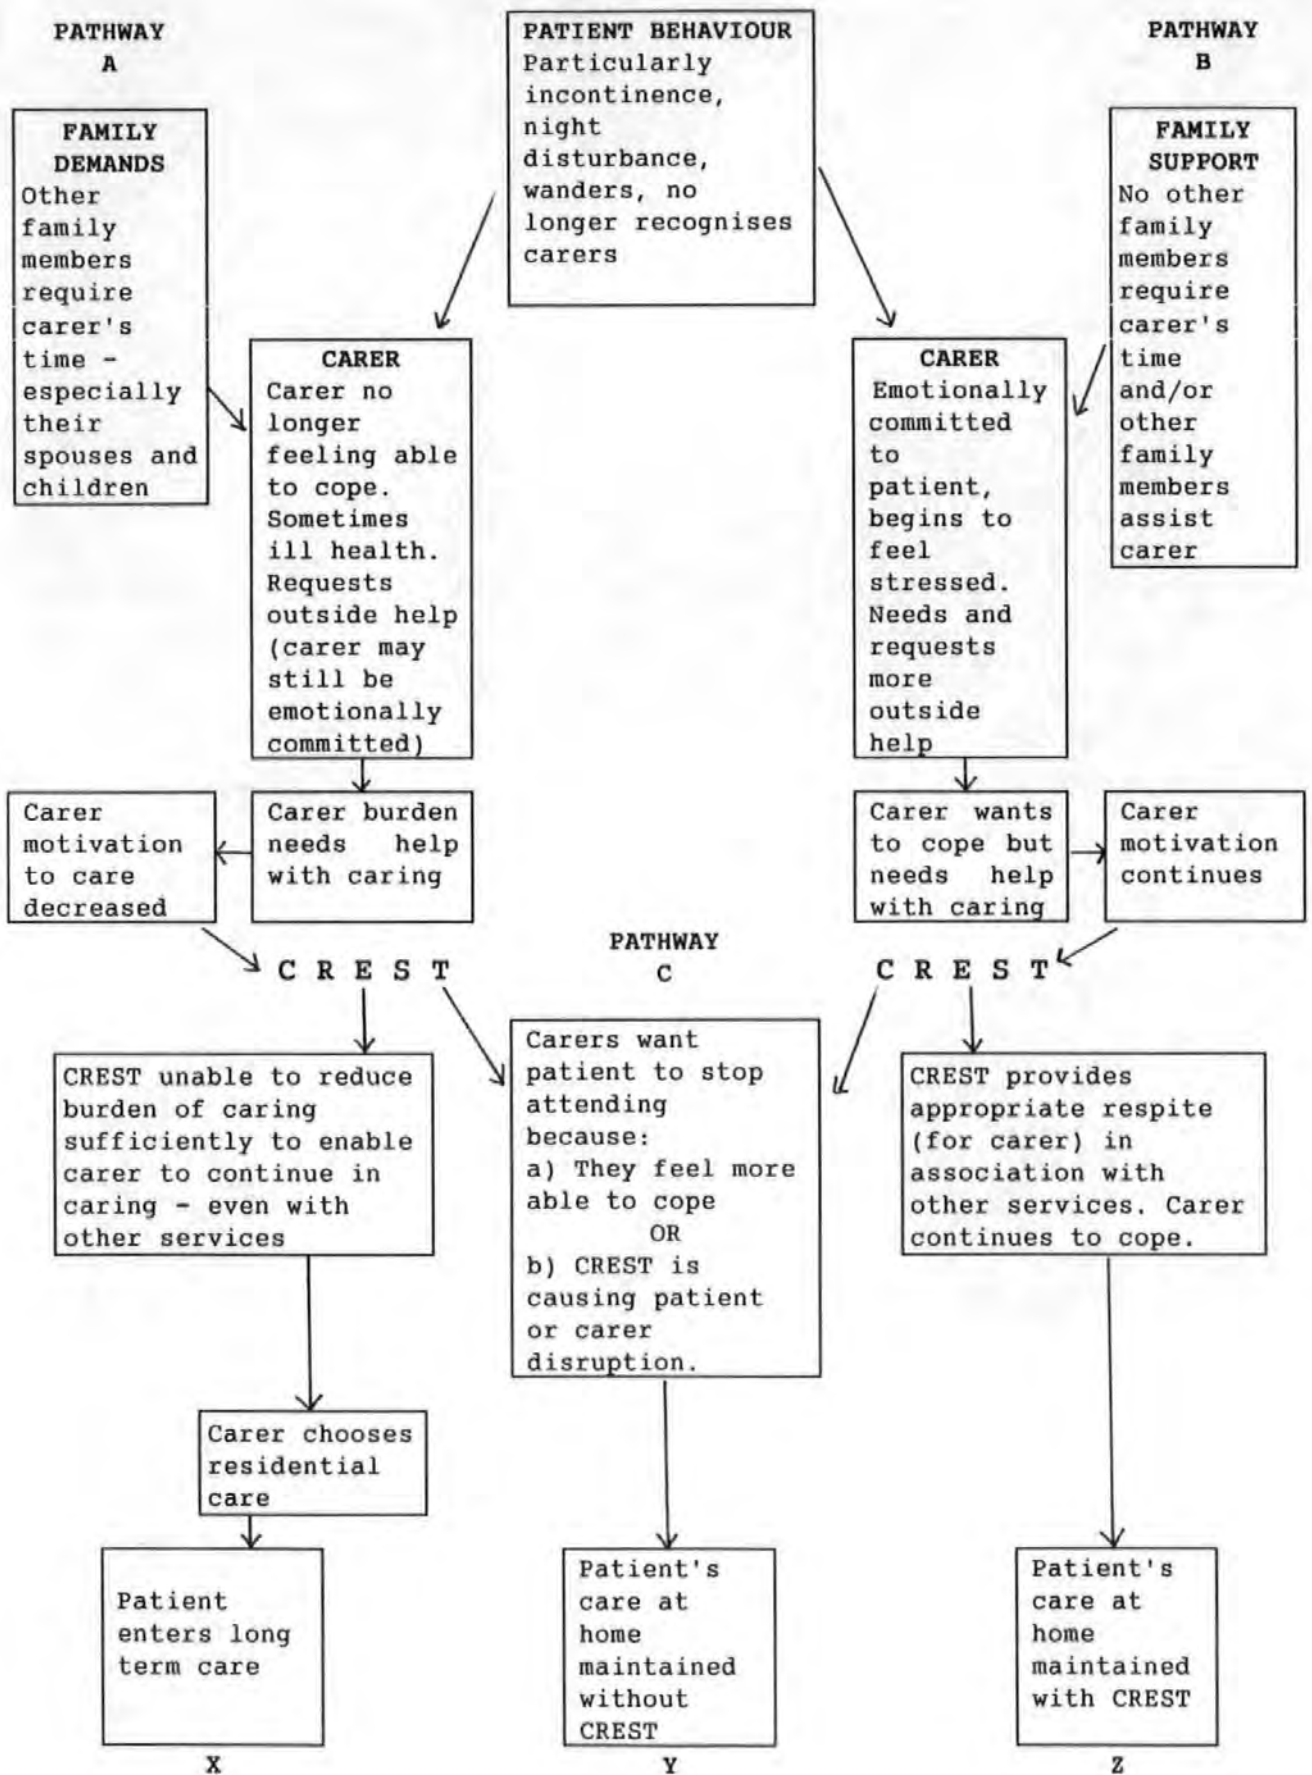 PATHWAY
A
PATIENT BEHAVIOUR
Particularly
incontinence,
night
disturbance,
wanders, no
longer recognises
carers
PATHWAY
B
FAMILY
DEMANDS
Other
family
members
require
carer's
time -
especially
their
spouses and
children
FAMILY
SUPPORT
No other
family
members
require
carer's
time
and/or
other
family
members
assist
carer
CARER
Carer no
longer
feeling able
to cope.
Sometimes
ill health.
Requests
outside help
(carer may
still be
emotionally
committed)
CARER
Emotionally
committed
to
patient,
begins to
feel
stressed.
Needs and
requests
more
outside
help
Carer
motivation
to care
decreased
Carer burden
needs help
with caring
Carer wants
to cope but
needs help
with caring
Carer
motivation
continues
C R E S T
PATHWAY
C
C R E S T
CREST unable to reduce
burden of caring
sufficiently to enable
carer to continue in
caring - even with
other services
Carers want
patient to stop
attending
because:
a) They feel more
able to cope
OR
b) CREST is
causing patient
or carer
disruption.
CREST provides
appropriate respite
(for carer) in
association with
other services. Carer
continues to cope.
Carer chooses
residential
care
Patient
enters long
term care
X
Patient's
care at
home
maintained
without
CREST
Y
Patient's
care at
home
maintained
with CREST
Z